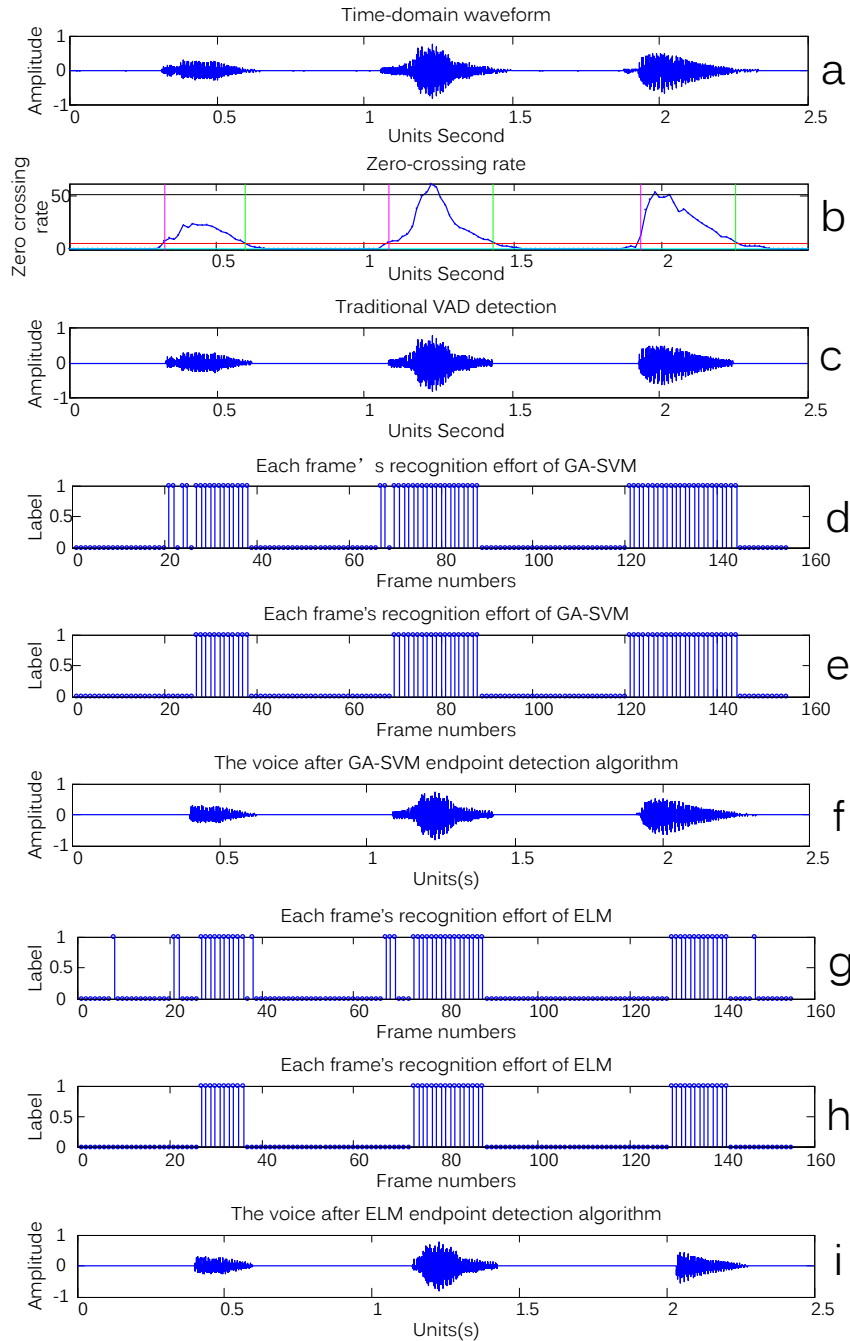 Time-domain waveform
1
0
-1
Amplitude
0.5
1
1.5
2
2.5
Units Second
a
Zero-crossing rate
50
0
Zero crossing
rate
0.5
1
1.5
2
Units Second
b
Traditional VAD detection
1
0
-1
Amplitude
0
0.5
1
1.5
2
2.5
Units Second
c
Each frame’ s recognition effort of GA-SVM
1
0.5
0
Label
0
20
40
60
80
100
120
140
160
Frame numbers
d
Each frame's recognition effort of GA-SVM
1
0.5
0
Label
0
20
40
60
80
100
120
140
160
Frame numbers
e
The voice after GA-SVM endpoint detection algorithm
1
0
-1
Amplitude
0
0.5
1
1.5
2
2.5
Units(s)
f
Each frame's recognition effort of ELM
1
0.5
0
Label
0
20
40
60
80
100
120
140
160
Frame numbers
g
Each frame's recognition effort of ELM
1
0.5
0
Label
0
20
40
60
80
100
120
140
160
Frame numbers
h
The voice after ELM endpoint detection algorithm
1
0
-1
Amplitude
0
0.5
1
1.5
2
2.5
Units(s)
i